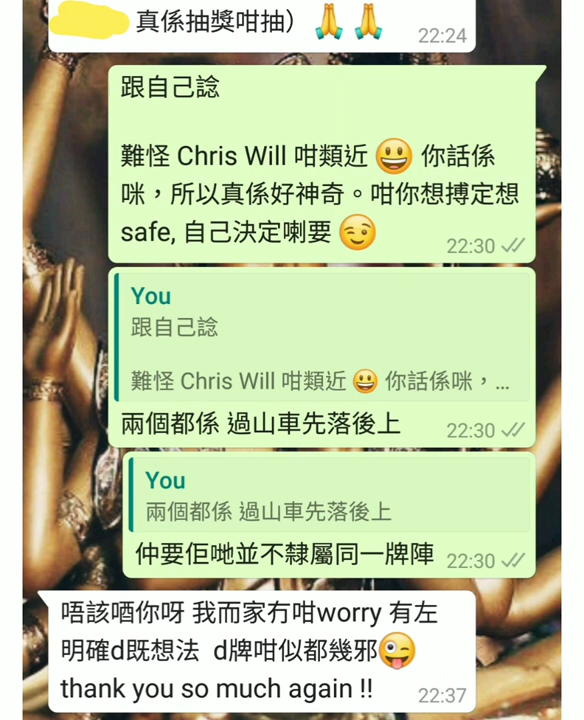 真係抽獎咁抽）🙏 🙏
22:24
跟自己諗
難怪 Chris Will 咁類近 😃 你話係
咪，所以真係好神奇。咁你想搏定想
safe, 自己決定喇要 😉
22:30
You
跟自己諗
難怪 Chris Will 咁類近 😃 你話係咪，...
兩個都係 過山車先落後上
22:30
You
兩個都係 過山車先落後上
仲要佢哋並不隸屬同一牌陣
22:30
唔該哂你呀 我而家冇咁worry 有左
明確d既想法 d牌咁似都幾邪😜
thank you so much again !!
22:37